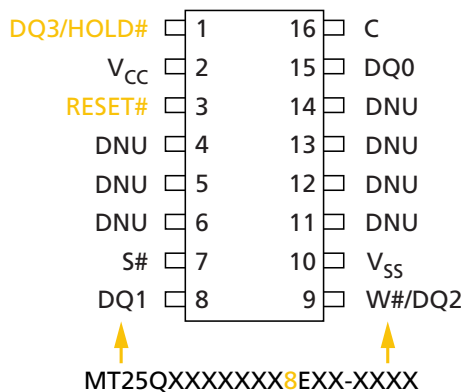 DQ3/HOLD# 1 16 C
VCC 2 15 DQ0
RESET# 3 14 DNU
DNU 4 13 DNU
DNU 5 12 DNU
DNU 6 11 DNU
S# 7 10 VSS
DQ1 8 9 W#/DQ2
MT25QXXXXXXX8EXX-XXXX